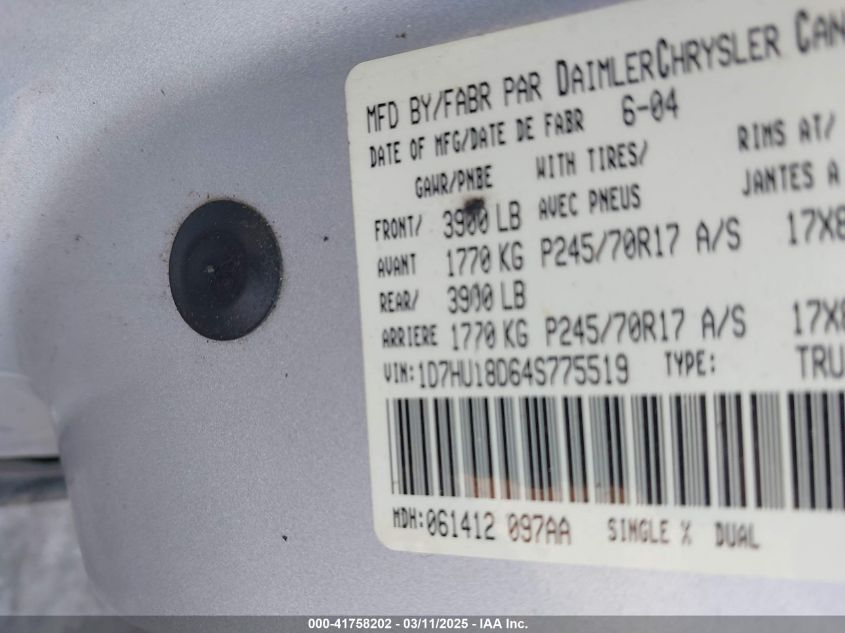 MFD BY/FABR PAR DAIMLERCHRYSLER CAN
DATE OF MFG/DATE DE FABR 6-04
GAWR/PNBE WITH TIRES/ RIMS AT/
FRONT/ 3900 LB AVEC PNEUS JANTES A
AVANT 1770 KG P245/70R17 A/S 17X8
REAR/ 3900 LB
ARRIERE 1770 KG P245/70R17 A/S 17X8
VIN: 1D7HU18D64S775519 TYPE: TRU
MDH: 061412 097AA SINGLE X DUAL
000-41758202 - 03/11/2025 - IAA Inc.